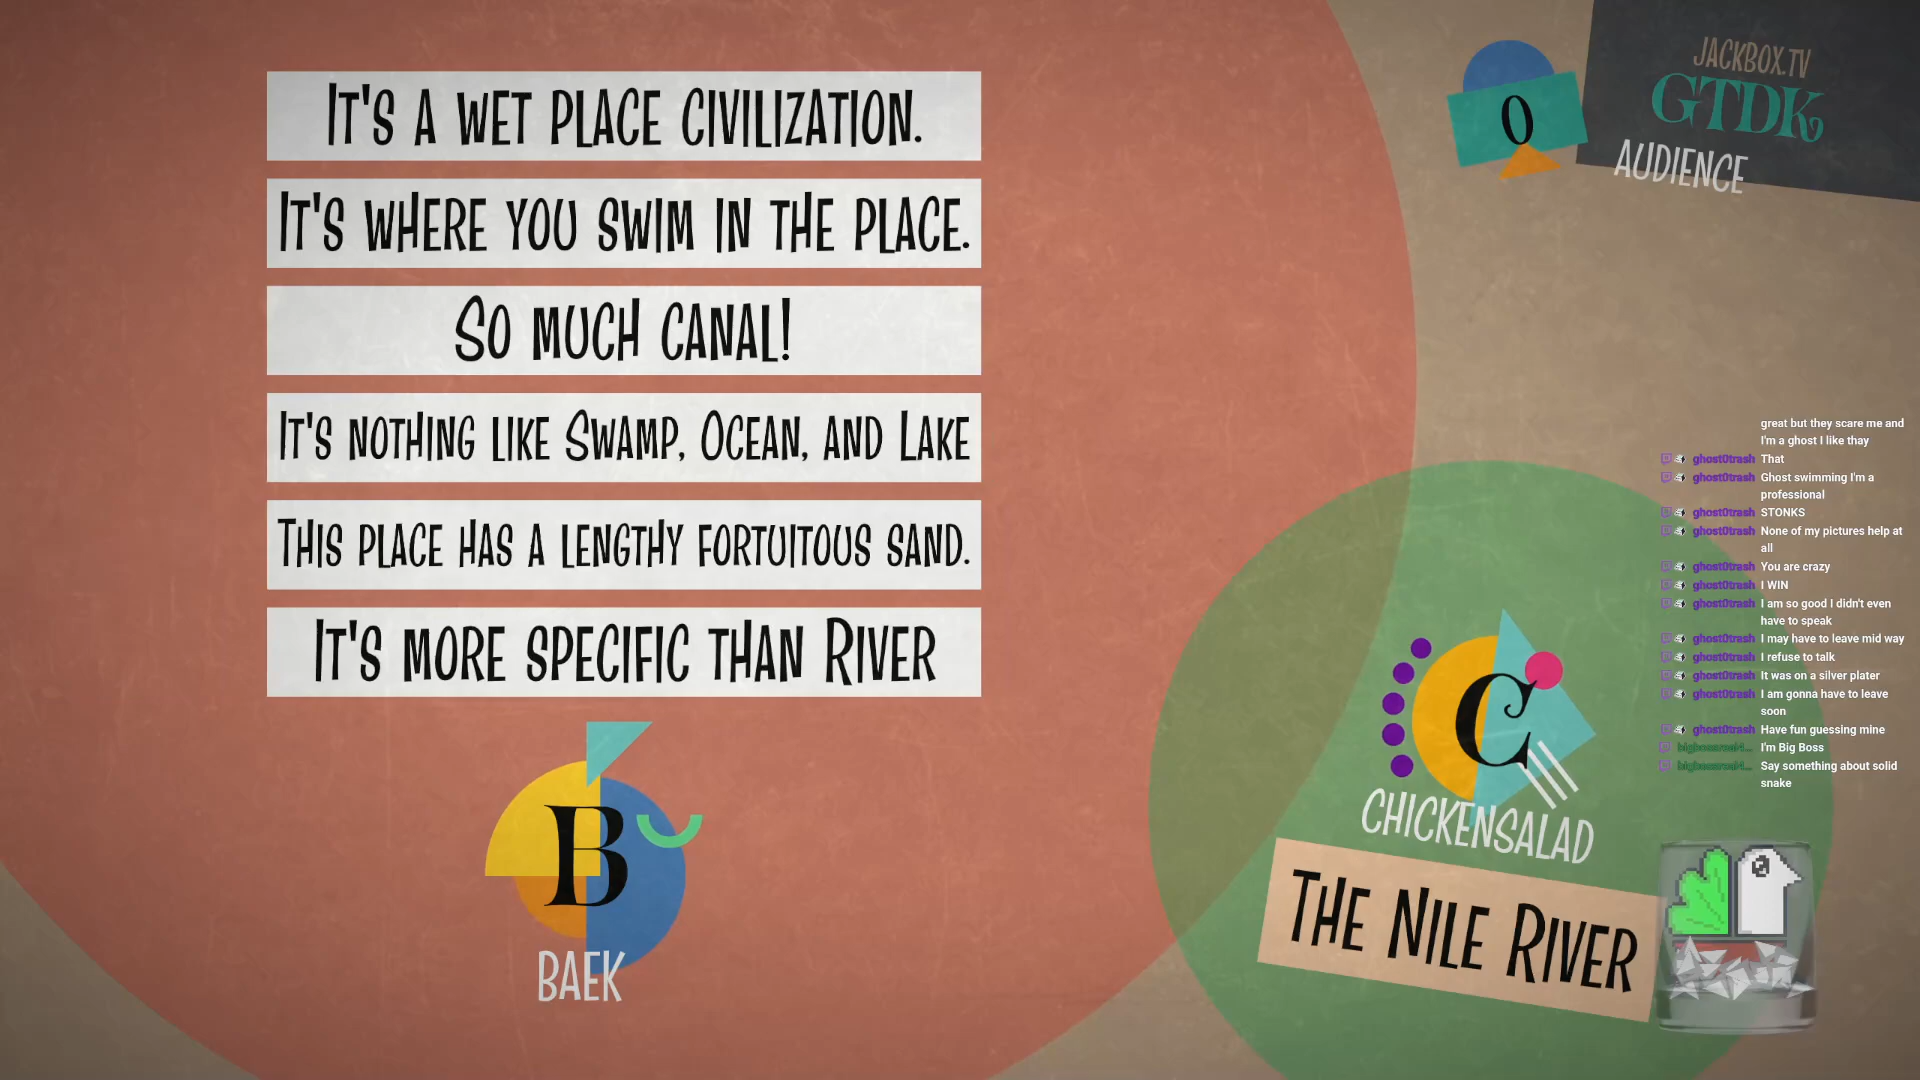 It's a wet place civilization.
It's where you swim in the place.
So much canal!
It's nothing like Swamp, Ocean, and Lake
This place has a lengthy fortuitous sand.
It's more specific than River
B
BAEK
0
JACKBOX.TV
GTDK
AUDIENCE
great but they scare me and
I'm a ghost I like thay
ghost0trash That
ghost0trash Ghost swimming I'm a
professional
ghost0trash STONKS
ghost0trash None of my pictures help at
all
ghost0trash You are crazy
ghost0trash I WIN
ghost0trash I am so good I didn't even
have to speak
ghost0trash I may have to leave mid way
ghost0trash I refuse to talk
ghost0trash It was on a silver plater
ghost0trash I am gonna have to leave
soon
ghost0trash Have fun guessing mine
I'm Big Boss
Say something about solid
snake
C
CHICKENSALAD
The Nile River